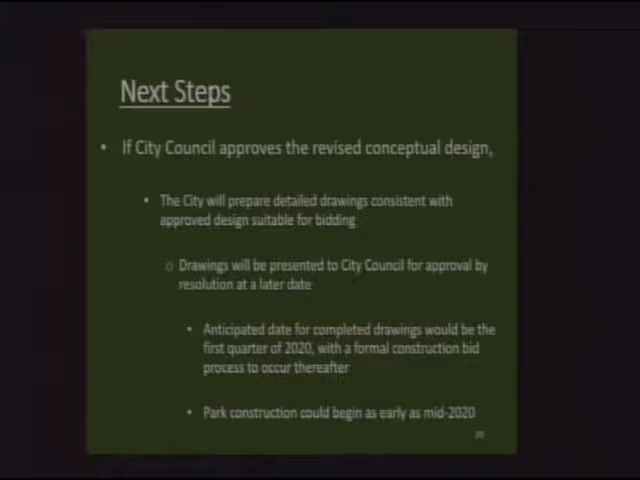 Next Steps
• If City Council approves the revised conceptual design,
• The City will prepare detailed drawings consistent with
approved design suitable for bidding
o Drawings will be presented to City Council for approval by
resolution at a later date
• Anticipated date for completed drawings would be the
first quarter of 2020, with a formal construction bid
process to occur thereafter
• Park construction could begin as early as mid-2020